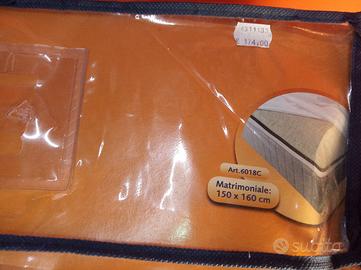 £ 174,00
Art.6018C
Matrimoniale:
150 x 160 cm
subito